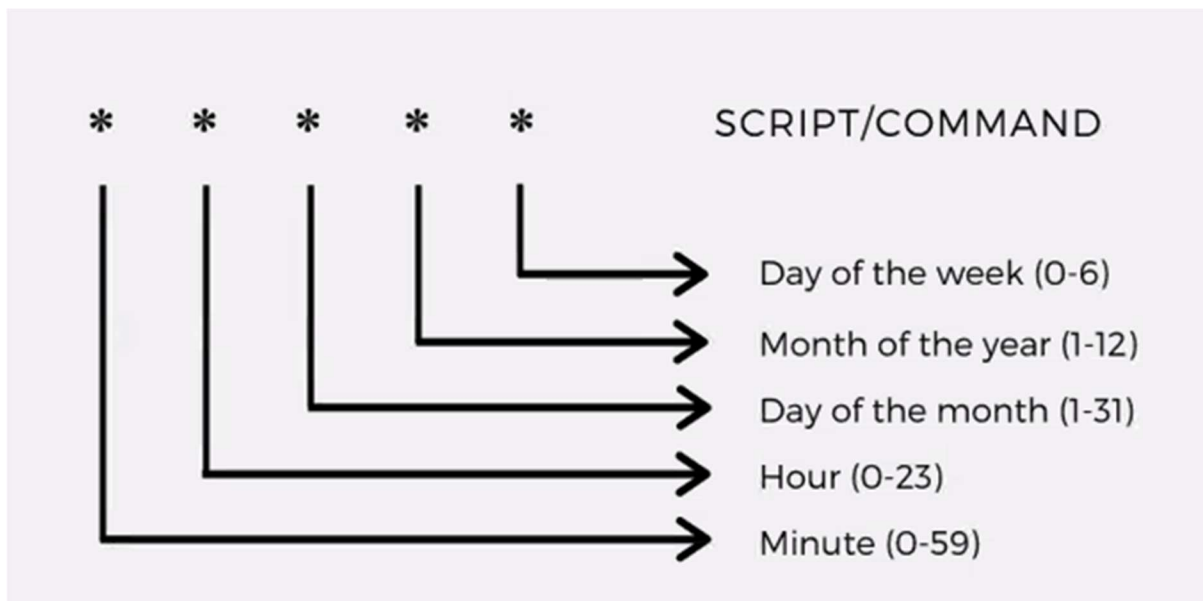 * * * * * SCRIPT/COMMAND
Day of the week (0-6)
Month of the year (1-12)
Day of the month (1-31)
Hour (0-23)
Minute (0-59)